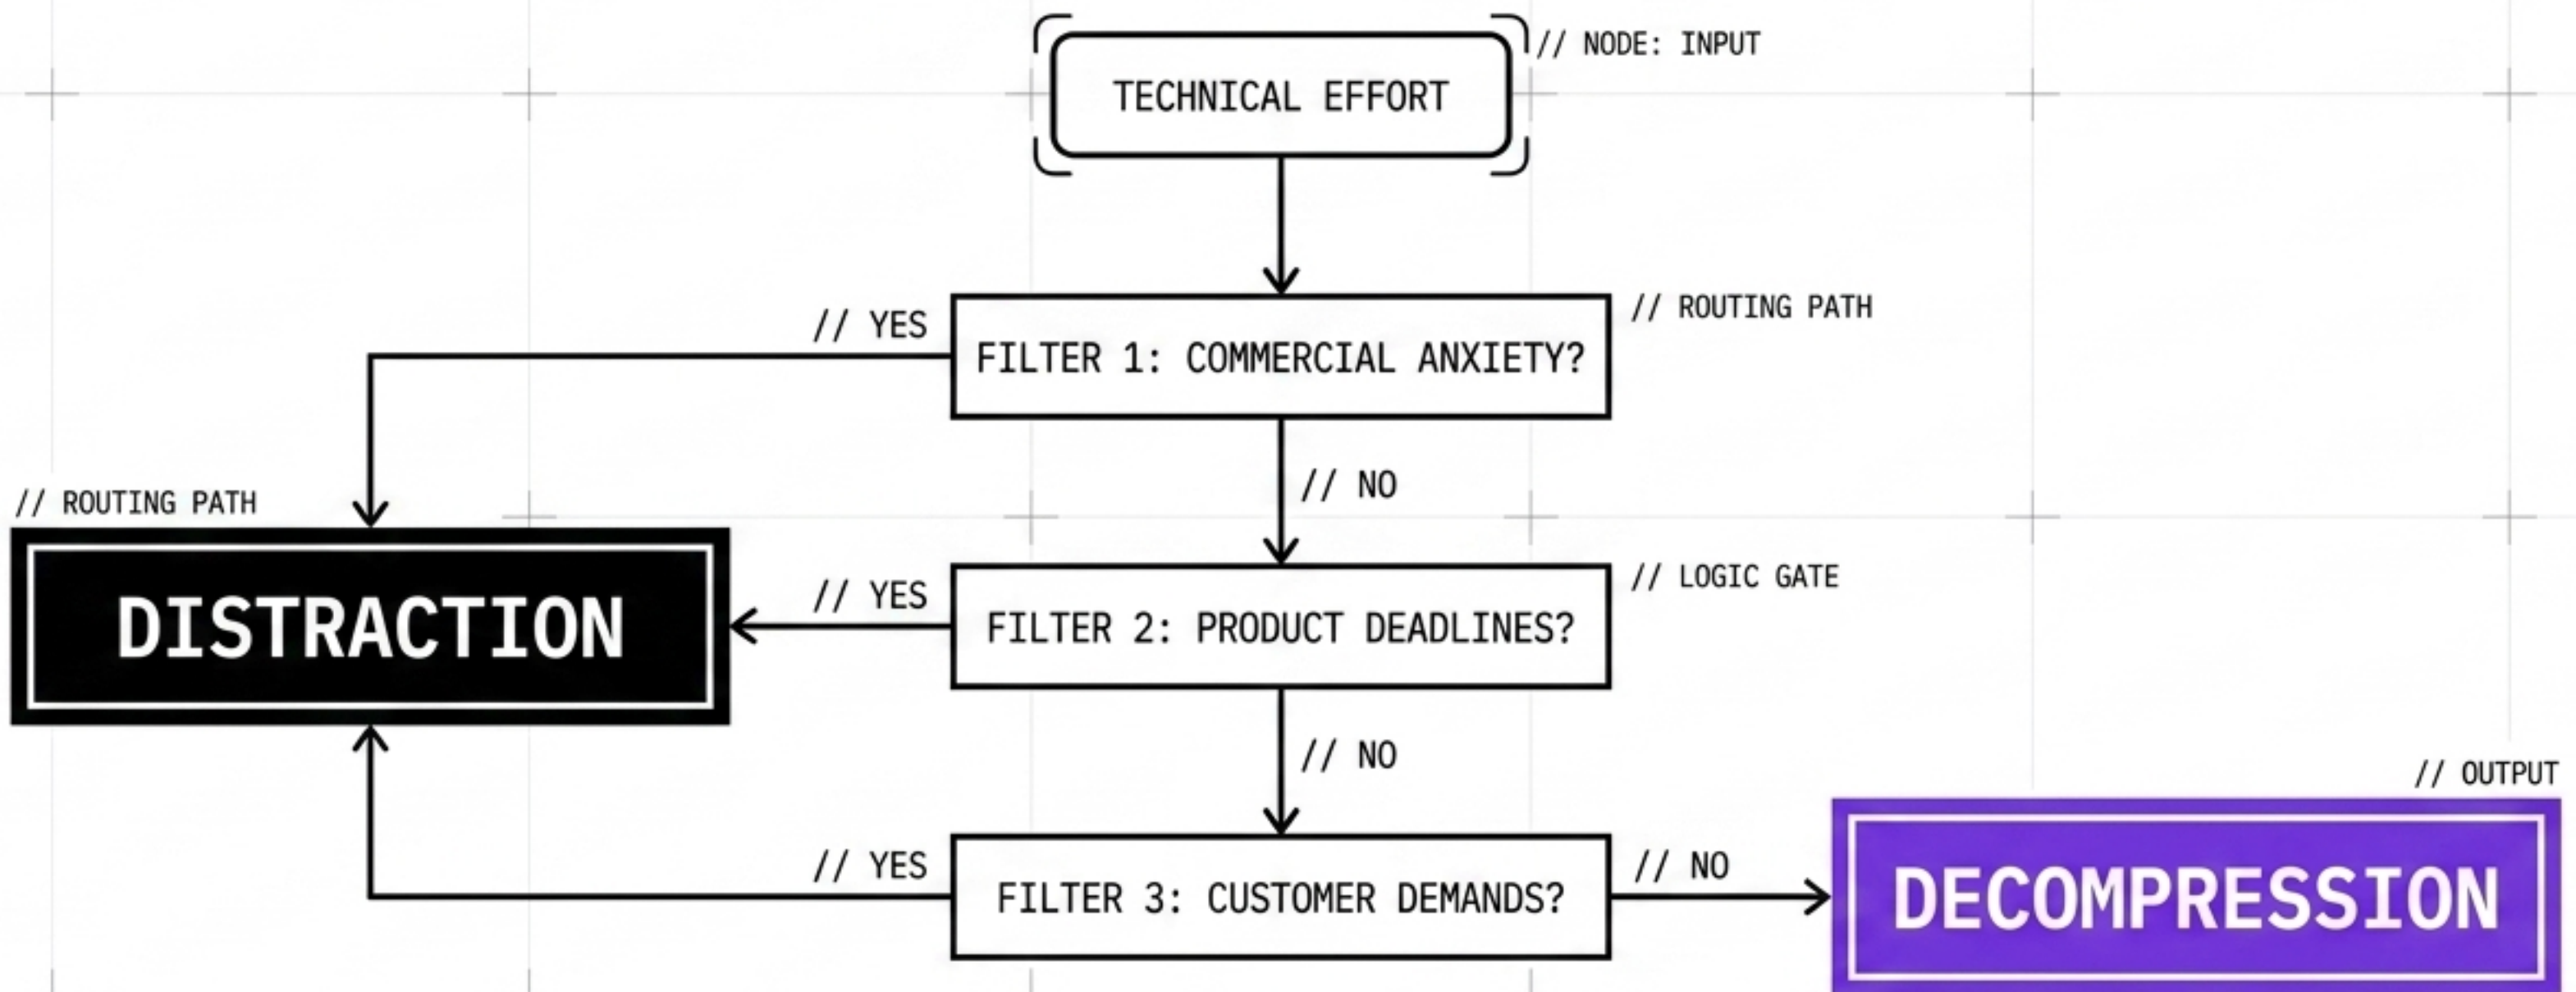 // NODE: INPUT
TECHNICAL EFFORT
// ROUTING PATH
// YES
FILTER 1: COMMERCIAL ANXIETY?
// NO
// ROUTING PATH
DISTRACTION
// LOGIC GATE
// YES
FILTER 2: PRODUCT DEADLINES?
// NO
// OUTPUT
// YES
FILTER 3: CUSTOMER DEMANDS?
// NO
DECOMPRESSION